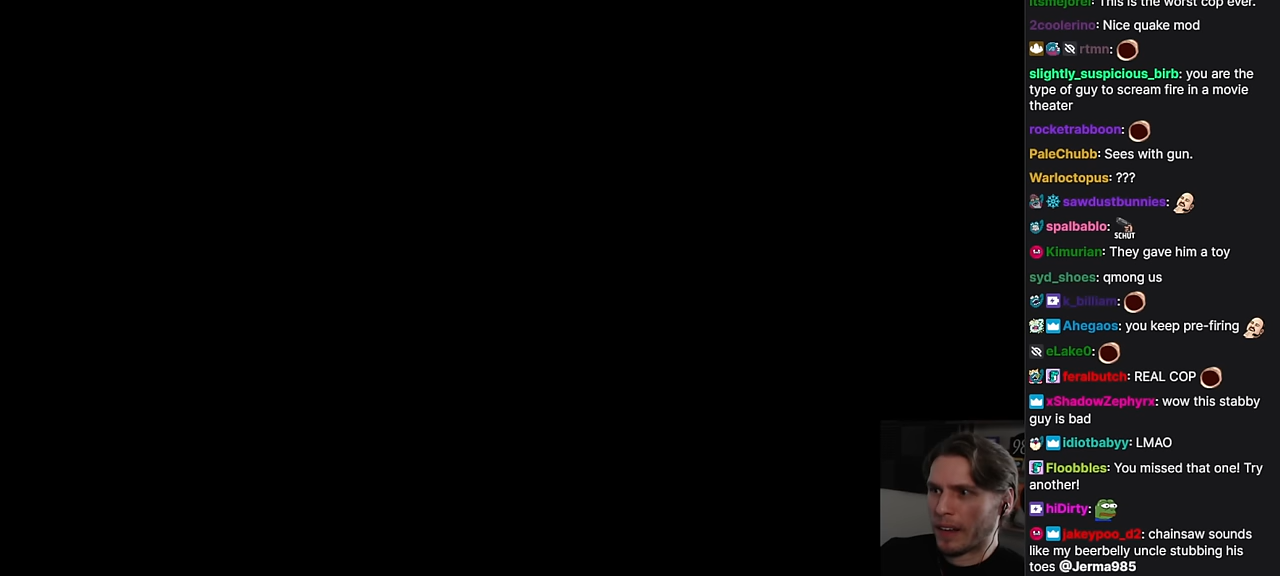 itsmejorel: This is the worst cop ever.
2coolerino: Nice quake mod
rtmn:
slightly_suspicious_birb: you are the
type of guy to scream fire in a movie
theater
rocketrabboon:
PaleChubb: Sees with gun.
Warloctopus: ???
sawdustbunnies:
spalbablo: SCHUT
Kimurian: They gave him a toy
syd_shoes: qmong us
k_billiam:
Ahegaos: you keep pre-firing
eLake0:
feralbutch: REAL COP
xShadowZephyrx: wow this stabby
guy is bad
idiotbabyy: LMAO
Floobbles: You missed that one! Try
another!
hiDirty:
jakeypoo_d2: chainsaw sounds
like my beerbelly uncle stubbing his
toes @Jerma985